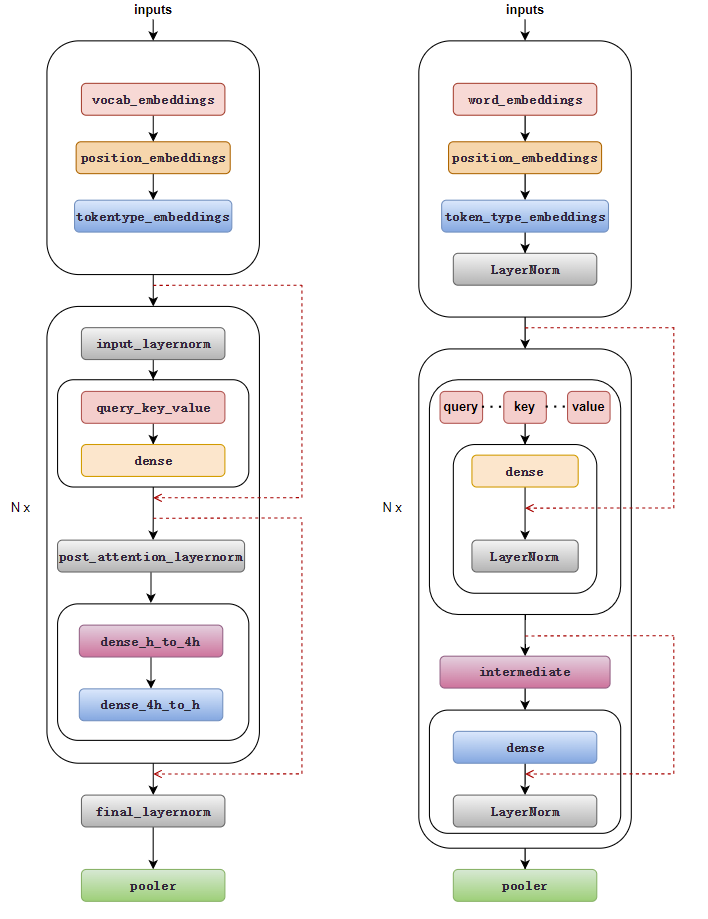 inputs
vocab_embeddings
position_embeddings
tokentype_embeddings
input_layernorm
query_key_value
dense
N x
post_attention_layernorm
dense_h_to_4h
dense_4h_to_h
final_layernorm
pooler
inputs
word_embeddings
position_embeddings
token_type_embeddings
LayerNorm
query ··· key ··· value
dense
N x
LayerNorm
intermediate
dense
LayerNorm
pooler